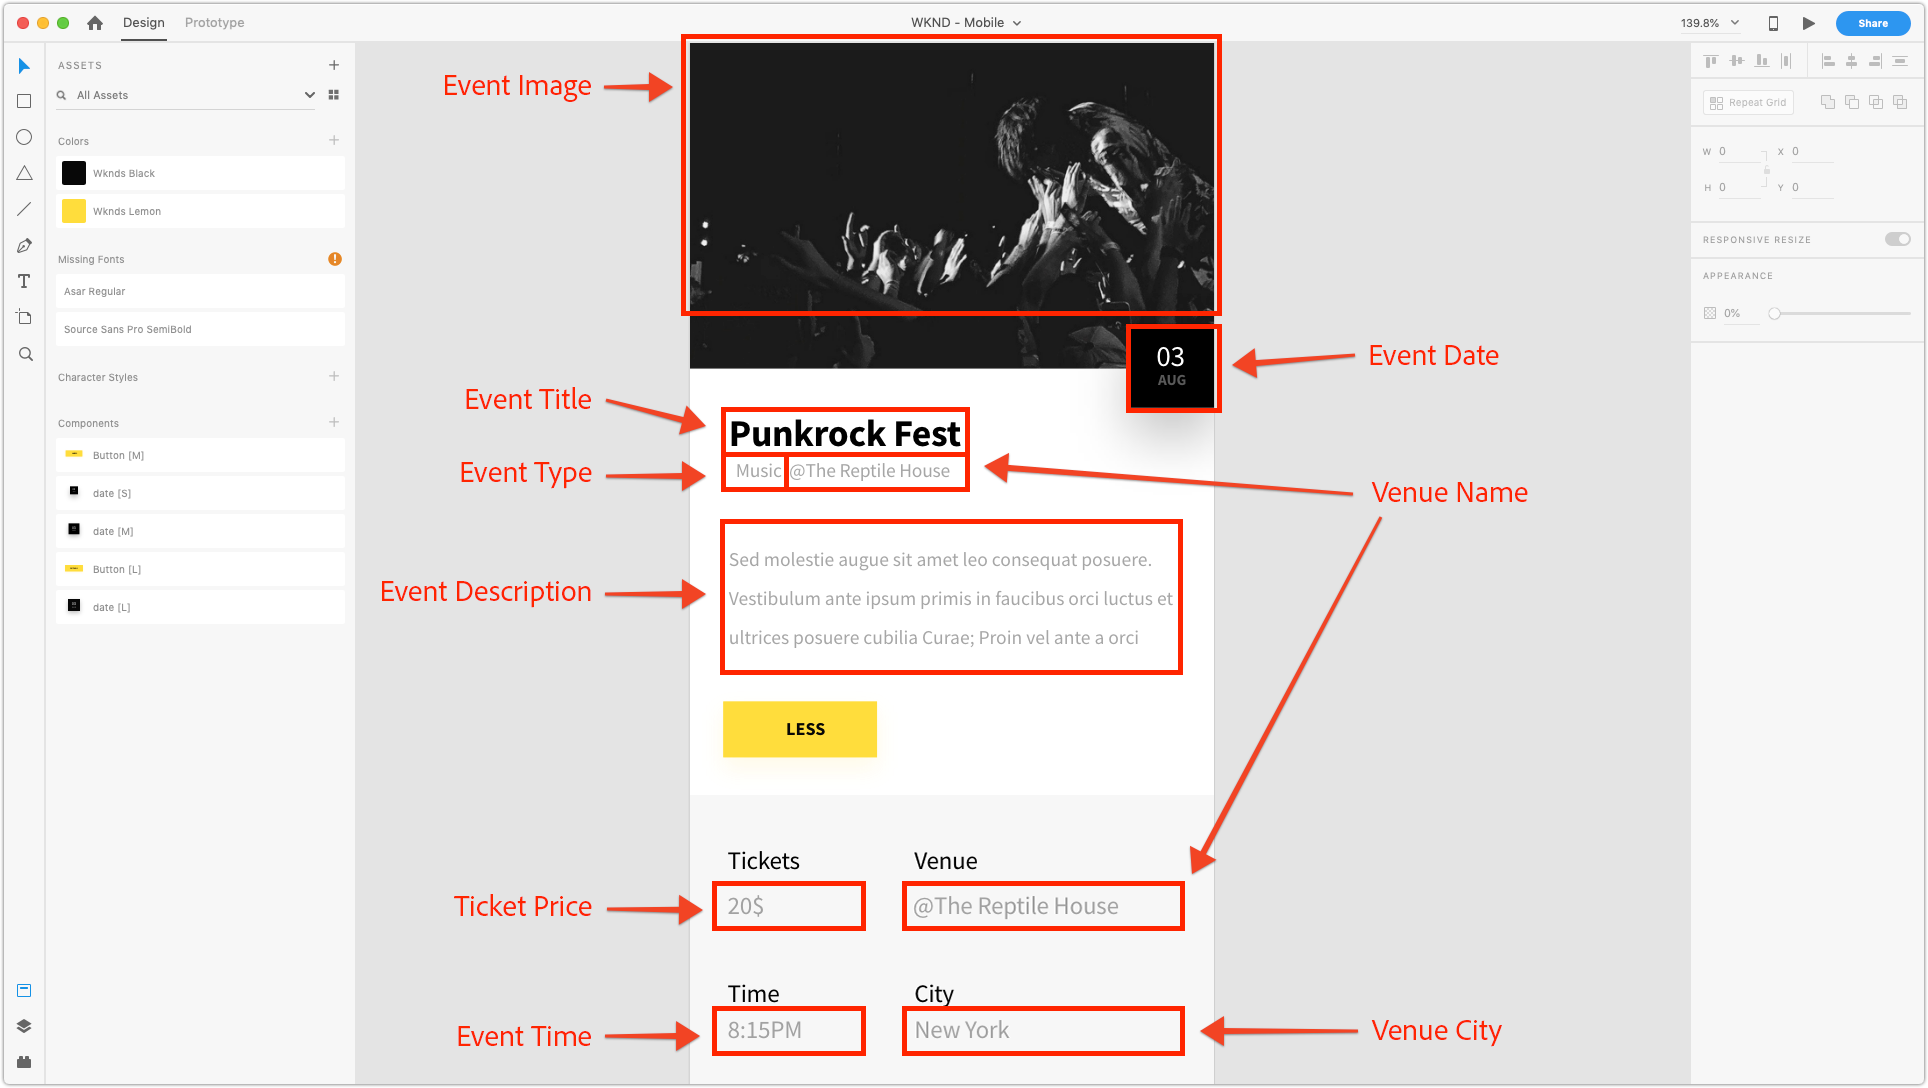 Design Prototype
WKND - Mobile
139.8%
Share
ASSETS
All Assets
Colors
Wknds Black
Wknds Lemon
Missing Fonts
Asar Regular
Source Sans Pro SemiBold
Character Styles
Components
Button [M]
date [S]
date [M]
Button [L]
date [L]
Event Image
03
AUG
Event Date
Event Title
Punkrock Fest
Event Type
Music @The Reptile House
Venue Name
Event Description
Sed molestie augue sit amet leo consequat posuere.
Vestibulum ante ipsum primis in faucibus orci luctus et
ultrices posuere cubilia Curae; Proin vel ante a orci
LESS
Tickets
Venue
Ticket Price
20$
@The Reptile House
Time
City
Event Time
8:15PM
New York
Venue City
Repeat Grid
W 0 X 0
H 0 Y 0
RESPONSIVE RESIZE
APPEARANCE
0%